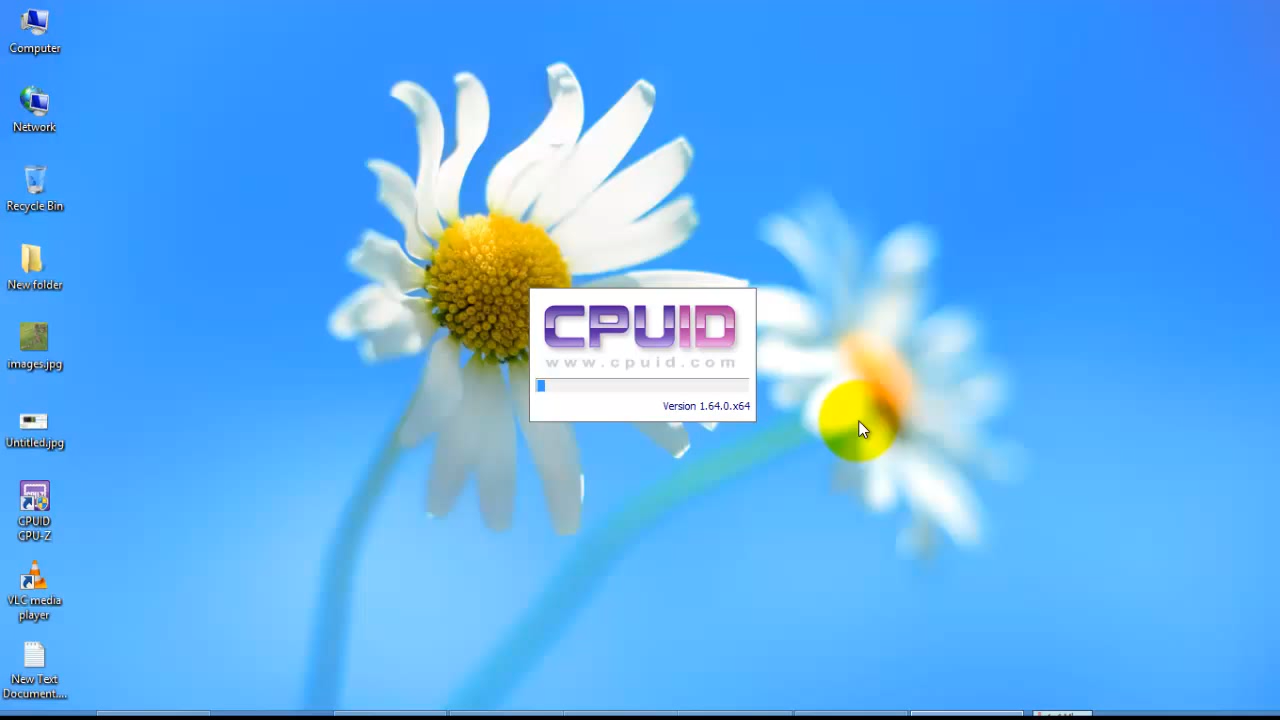 Computer
Network
Recycle Bin
New folder
images.jpg
Untitled.jpg
CPUID
CPU-Z
VLC media
player
New Text
Document....
CPUID
www.cpuid.com
Version 1.64.0.x64